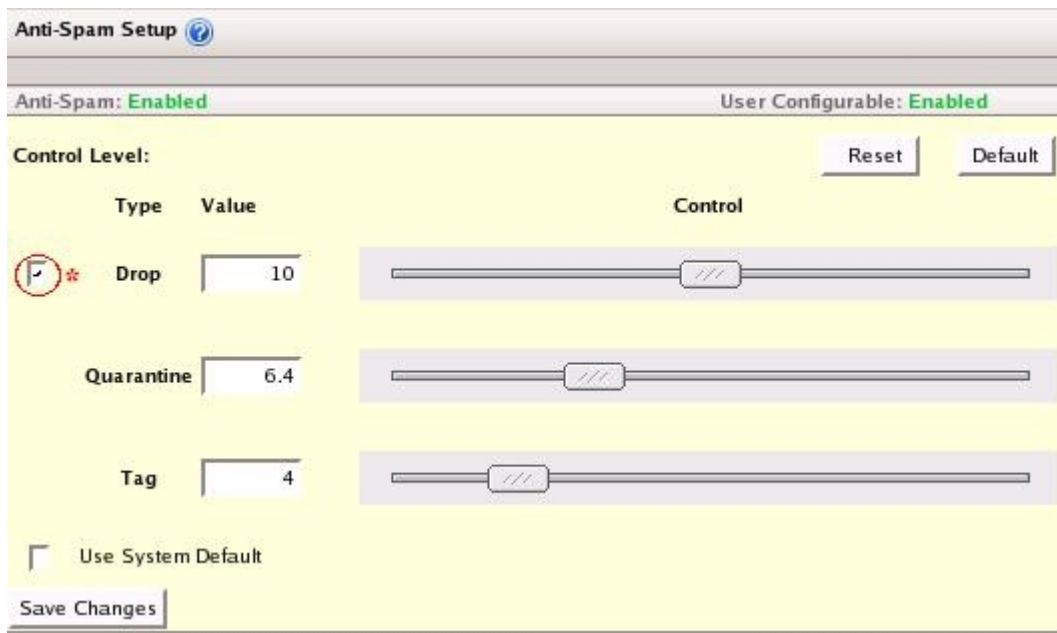 Anti-Spam Setup ?
Anti-Spam: Enabled User Configurable: Enabled
Control Level: Reset Default
Type Value Control
* Drop 10
Quarantine 6.4
Tag 4
Use System Default
Save Changes